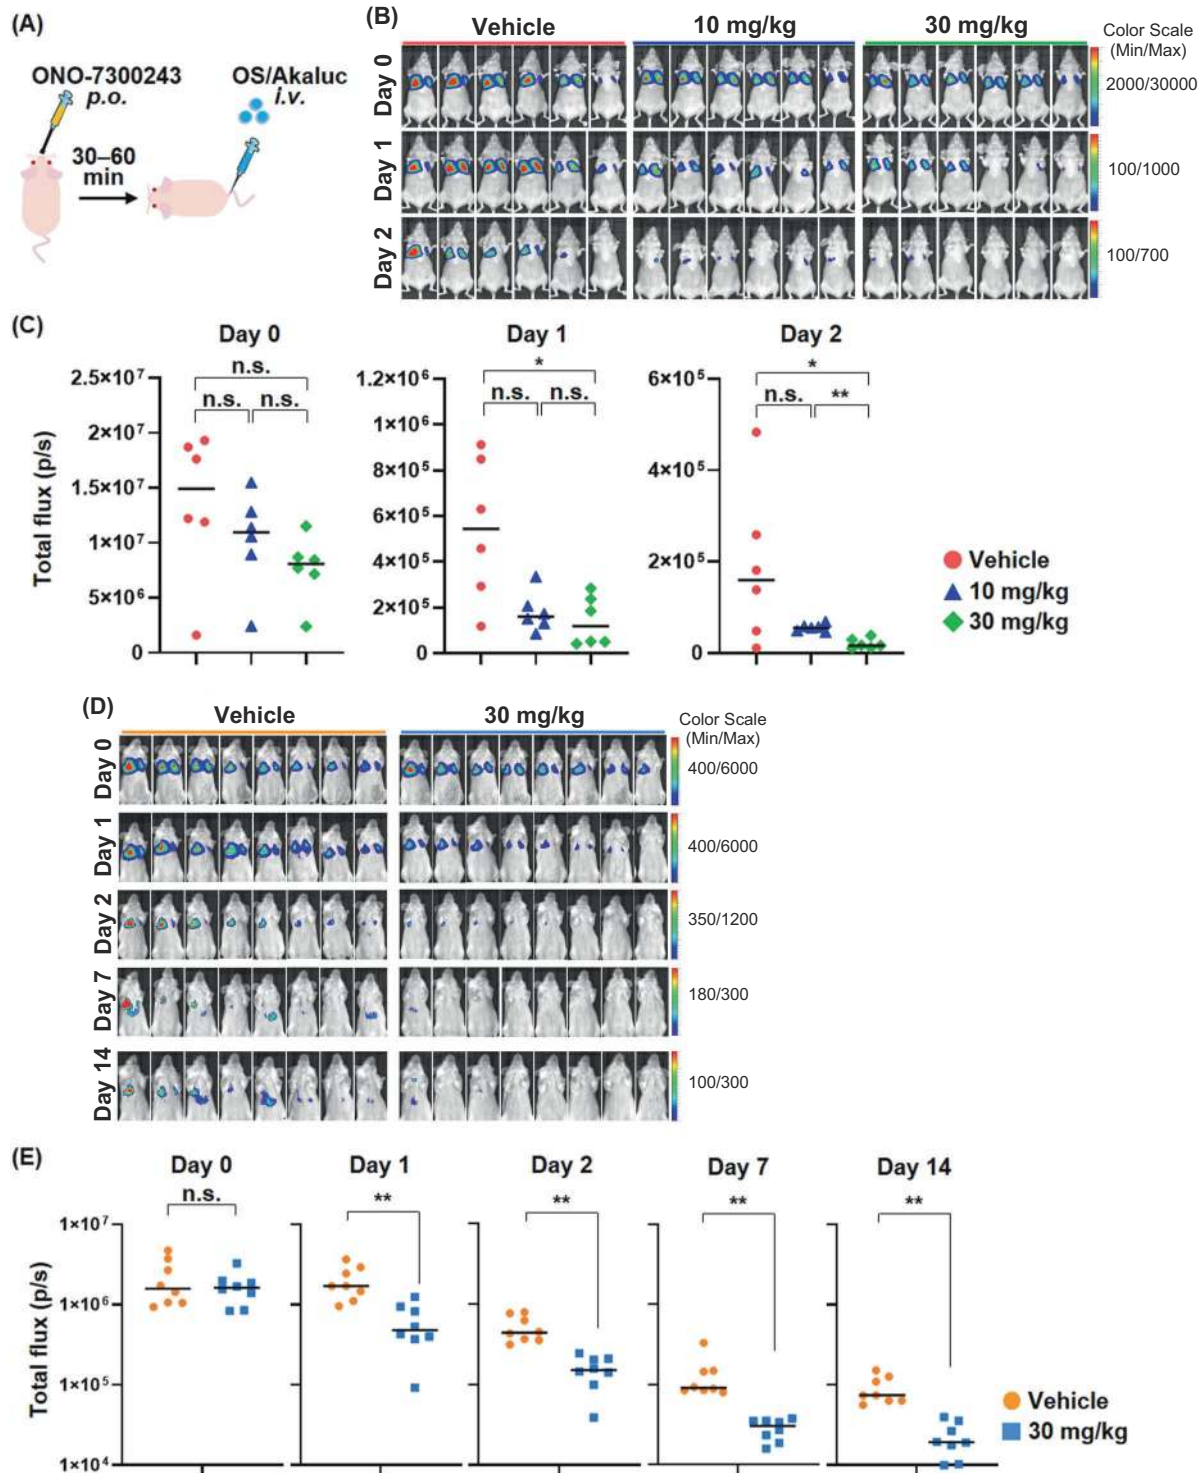 (A)
ONO-7300243
p.o.
OS/Akaluc
i.v.
30–60
min
(B)
Vehicle
10 mg/kg
30 mg/kg
Color Scale
(Min/Max)
Day 0
2000/30000
Day 1
100/1000
Day 2
100/700
(C)
Day 0
Day 1
Day 2
Total flux (p/s)
2.5×10⁷
2×10⁷
1.5×10⁷
1×10⁷
5×10⁶
0
n.s.
n.s.
n.s.
1.2×10⁶
1×10⁶
8×10⁵
6×10⁵
4×10⁵
2×10⁵
0
*
n.s.
n.s.
6×10⁵
4×10⁵
2×10⁵
0
*
n.s.
**
Vehicle
10 mg/kg
30 mg/kg
(D)
Vehicle
30 mg/kg
Color Scale
(Min/Max)
Day 0
400/6000
Day 1
400/6000
Day 2
350/1200
Day 7
180/300
Day 14
100/300
(E)
Day 0
Day 1
Day 2
Day 7
Day 14
n.s.
**
**
**
**
Total flux (p/s)
1×10⁷
1×10⁶
1×10⁵
1×10⁴
Vehicle
30 mg/kg